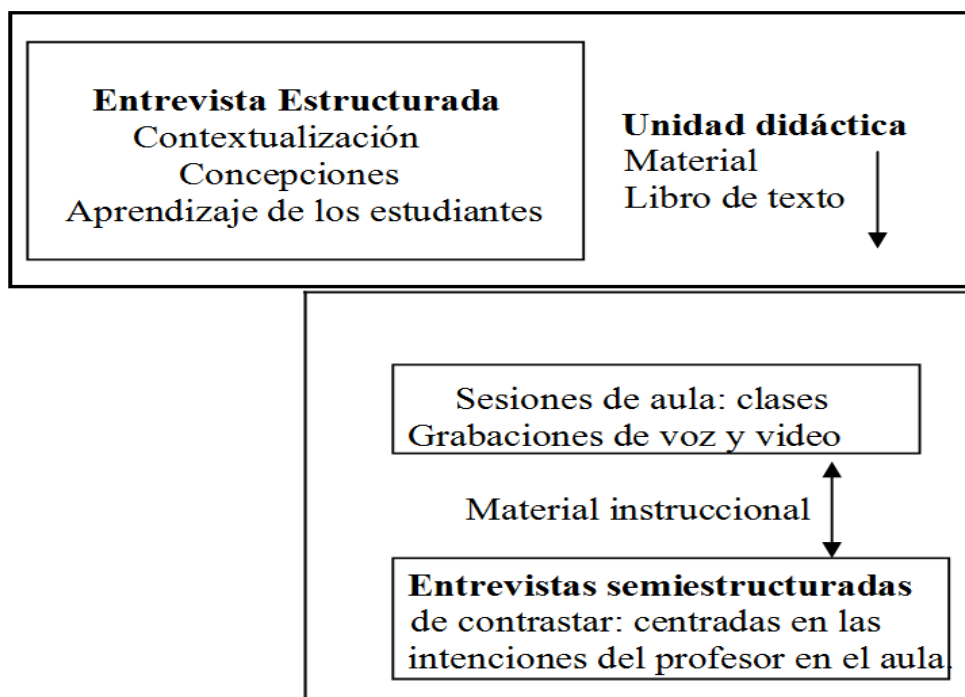 Entrevista Estructurada
Contextualización
Concepciones
Aprendizaje de los estudiantes
Unidad didáctica
Material
Libro de texto
Sesiones de aula: clases
Grabaciones de voz y video
Material instruccional
Entrevistas semiestructuradas
de contrastar: centradas en las
intenciones del profesor en el aula.